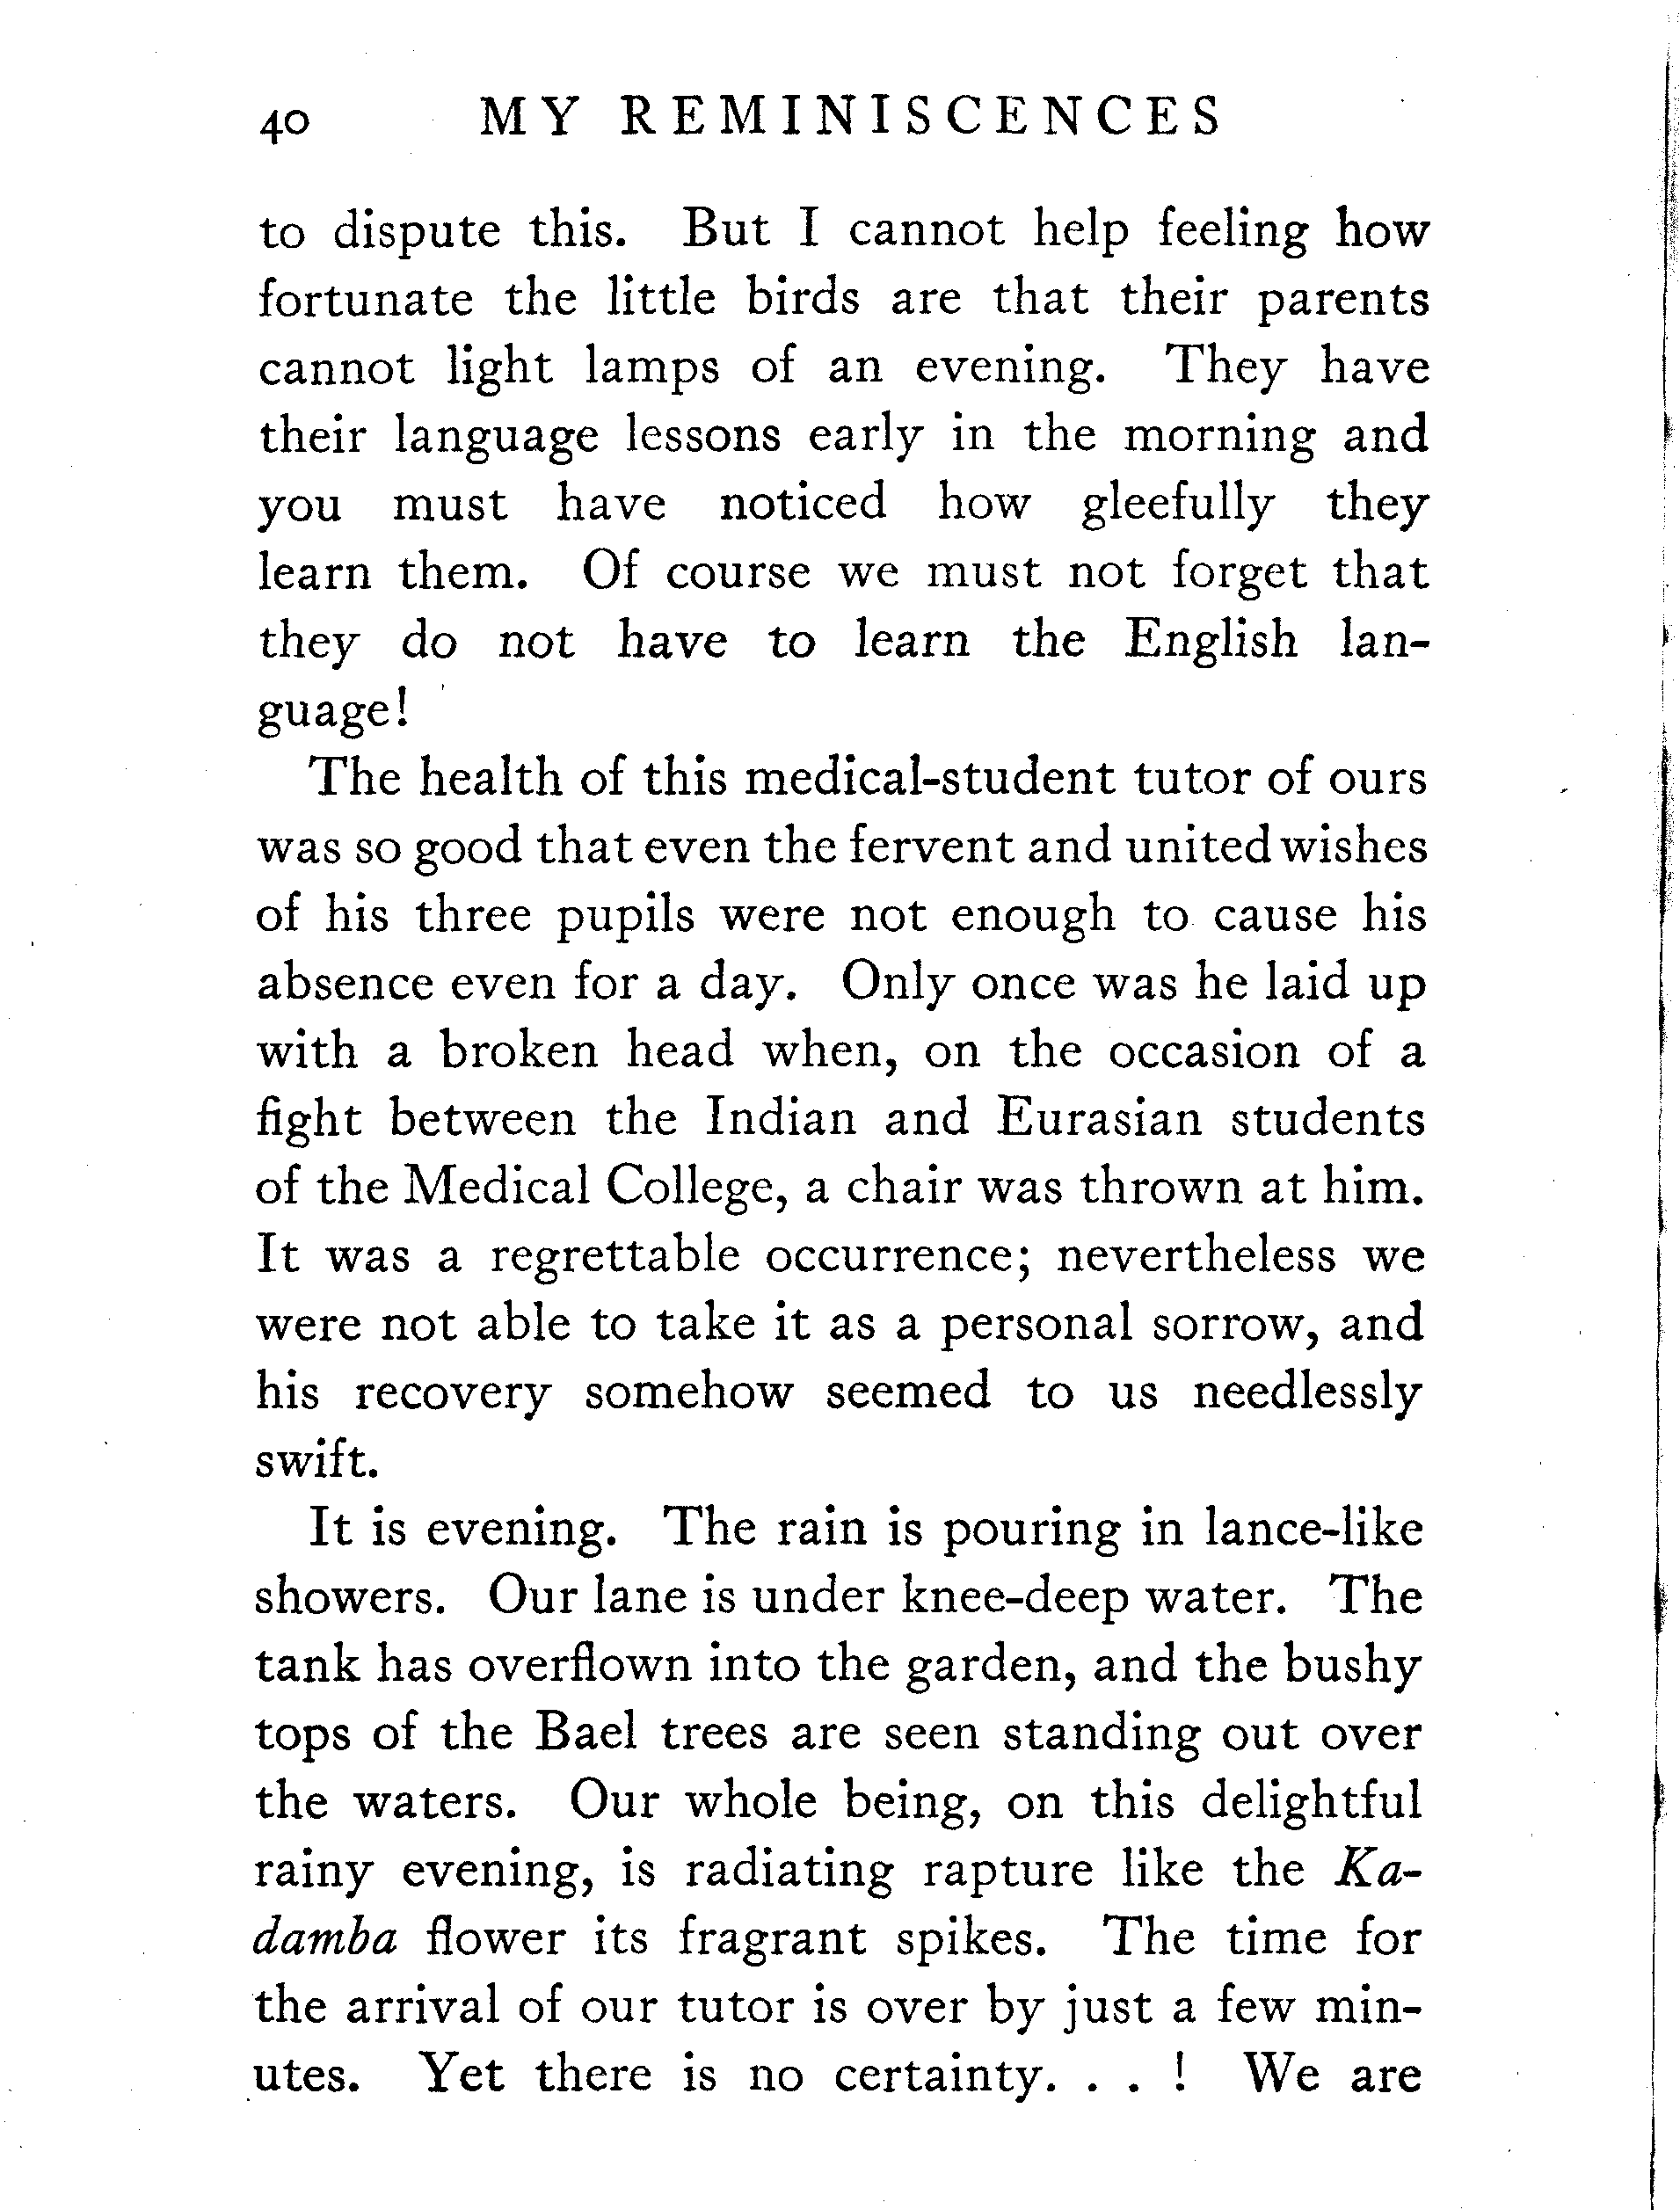 40 MY REMINISCENCES
to dispute this. But I cannot help feeling how
fortunate the little birds are that their parents
cannot light lamps of an evening. They have
their language lessons early in the morning and
you must have noticed how gleefully they
learn them. Of course we must not forget that
they do not have to learn the English lan-
guage!
The health of this medical-student tutor of ours
was so good that even the fervent and united wishes
of his three pupils were not enough to cause his
absence even for a day. Only once was he laid up
with a broken head when, on the occasion of a
fight between the Indian and Eurasian students
of the Medical College, a chair was thrown at him.
It was a regrettable occurrence; nevertheless we
were not able to take it as a personal sorrow, and
his recovery somehow seemed to us needlessly
swift.
It is evening. The rain is pouring in lance-like
showers. Our lane is under knee-deep water. The
tank has overflown into the garden, and the bushy
tops of the Bael trees are seen standing out over
the waters. Our whole being, on this delightful
rainy evening, is radiating rapture like the Ka-
damba flower its fragrant spikes. The time for
the arrival of our tutor is over by just a few min-
utes. Yet there is no certainty. . . ! We are